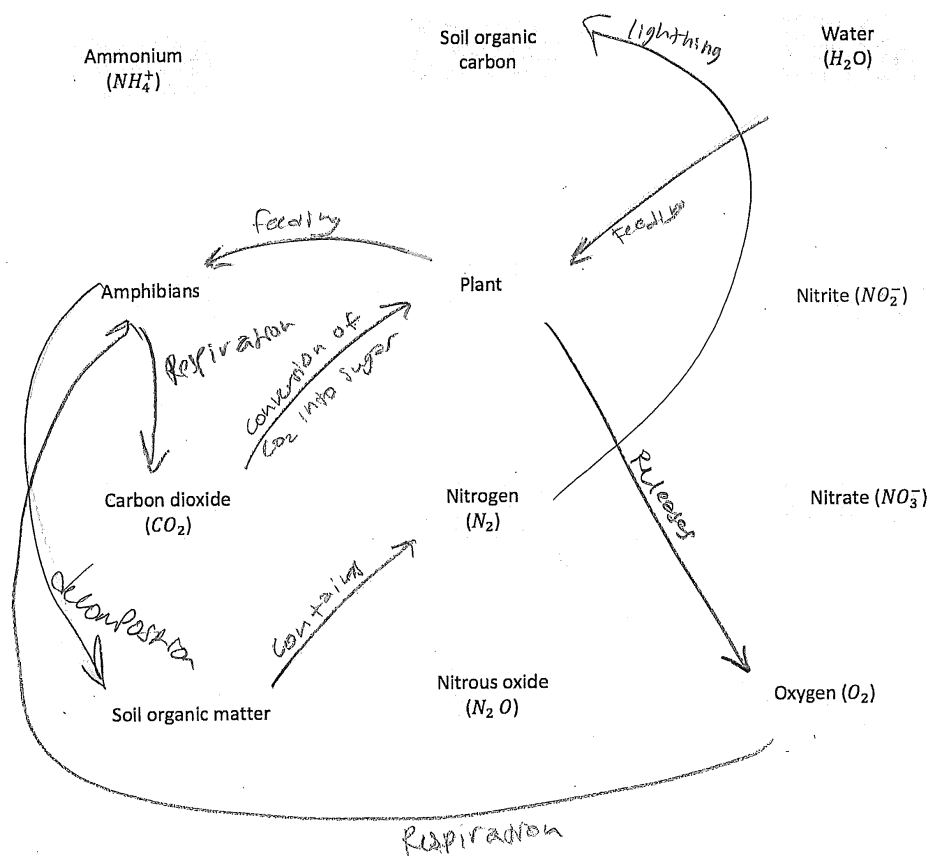 Ammonium
(NH₄⁺)
Soil organic
carbon
lighthing
Water
(H₂O)
Feeding
Feeding
Amphibians
Plant
Nitrite (NO₂⁻)
Respiration
conversion of
CO₂ into sugar
Carbon dioxide
(CO₂)
Nitrogen
(N₂)
Releases
Nitrate (NO₃⁻)
decomposition
contains
Soil organic matter
Nitrous oxide
(N₂ O)
Oxygen (O₂)
Respiration